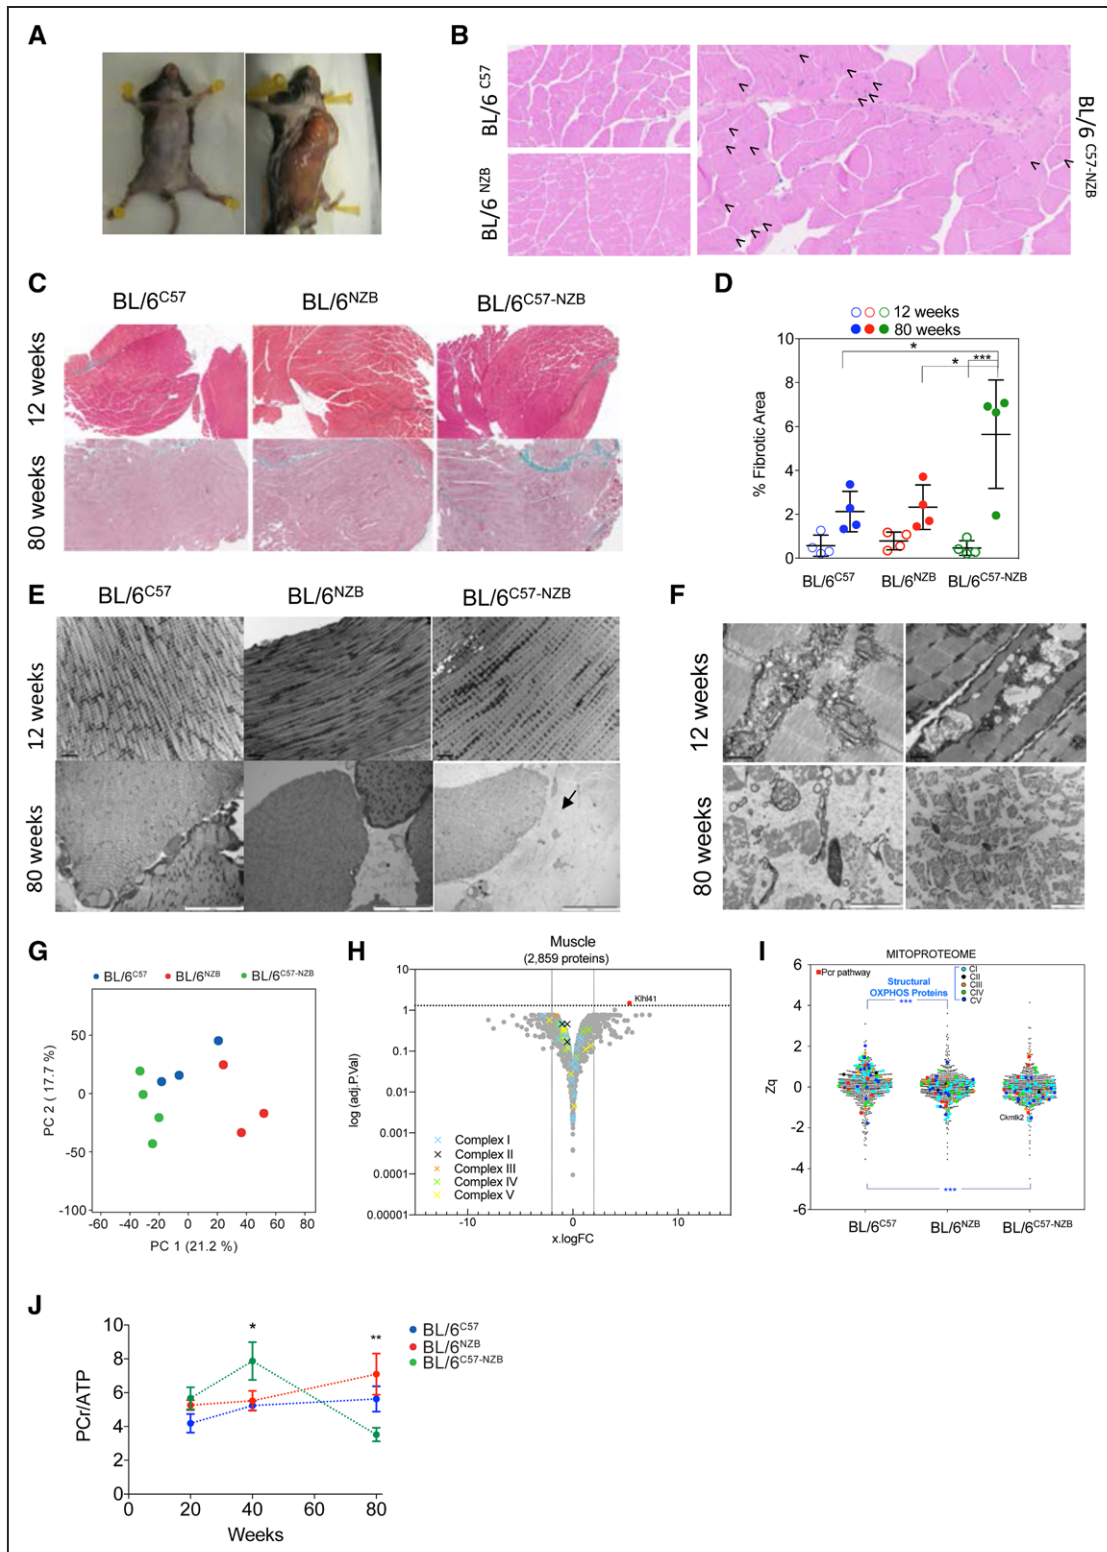 A
B
BL/6 C57
BL/6 NZB
BL/6 C57-NZB
C
BL/6C57
BL/6NZB
BL/6C57-NZB
12 weeks
80 weeks
D
12 weeks
80 weeks
*
*
***
% Fibrotic Area
10
8
6
4
2
0
BL/6C57
BL/6NZB
BL/6C57-NZB
E
BL/6C57
BL/6NZB
BL/6C57-NZB
12 weeks
80 weeks
F
12 weeks
80 weeks
G
BL/6C57
BL/6NZB
BL/6C57-NZB
PC 2 ( 17.7 %)
50
0
-50
-100
-60
-40
-20
0
20
40
60
80
PC 1 (21.2 %)
H
Muscle
(2,859 proteins)
Klhl41
log (adj.P.Val)
10
1
0.1
0.01
0.001
0.0001
0.00001
Complex I
Complex II
Complex III
Complex IV
Complex V
-10
0
10
x.logFC
I
MITOPROTEOME
Pcr pathway
Structural
OXPHOS Proteins
CI
CII
CIII
CIV
CV
***
Zq
6
4
2
0
-2
-4
-6
Ckmtk2
***
BL/6C57
BL/6NZB
BL/6C57-NZB
J
PCr/ATP
10
8
6
4
2
0
*
**
BL/6C57
BL/6NZB
BL/6C57-NZB
0
20
40
60
80
Weeks